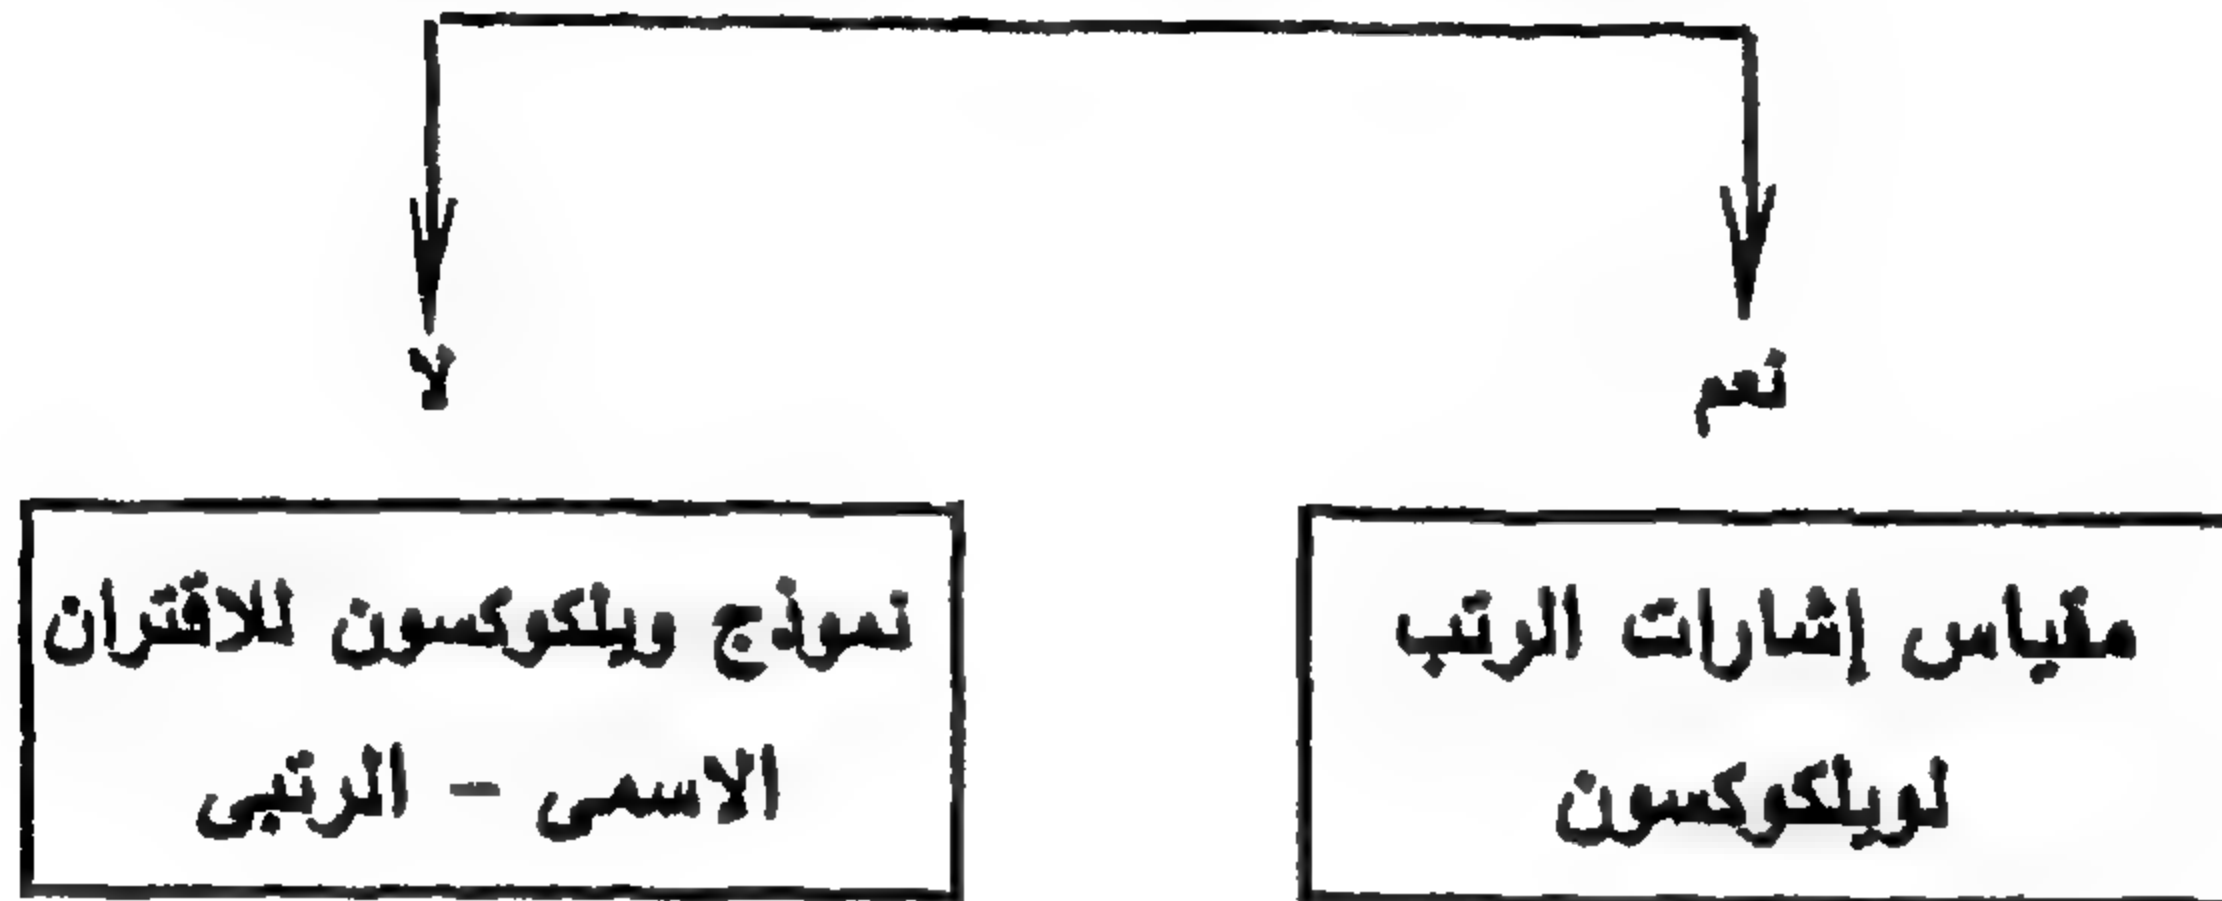 نعم
لا
مقياس إشارات الرتب
لويلكوكسون
نموذج ويلكوكسون للاقتران
الاسمى – الرتبى